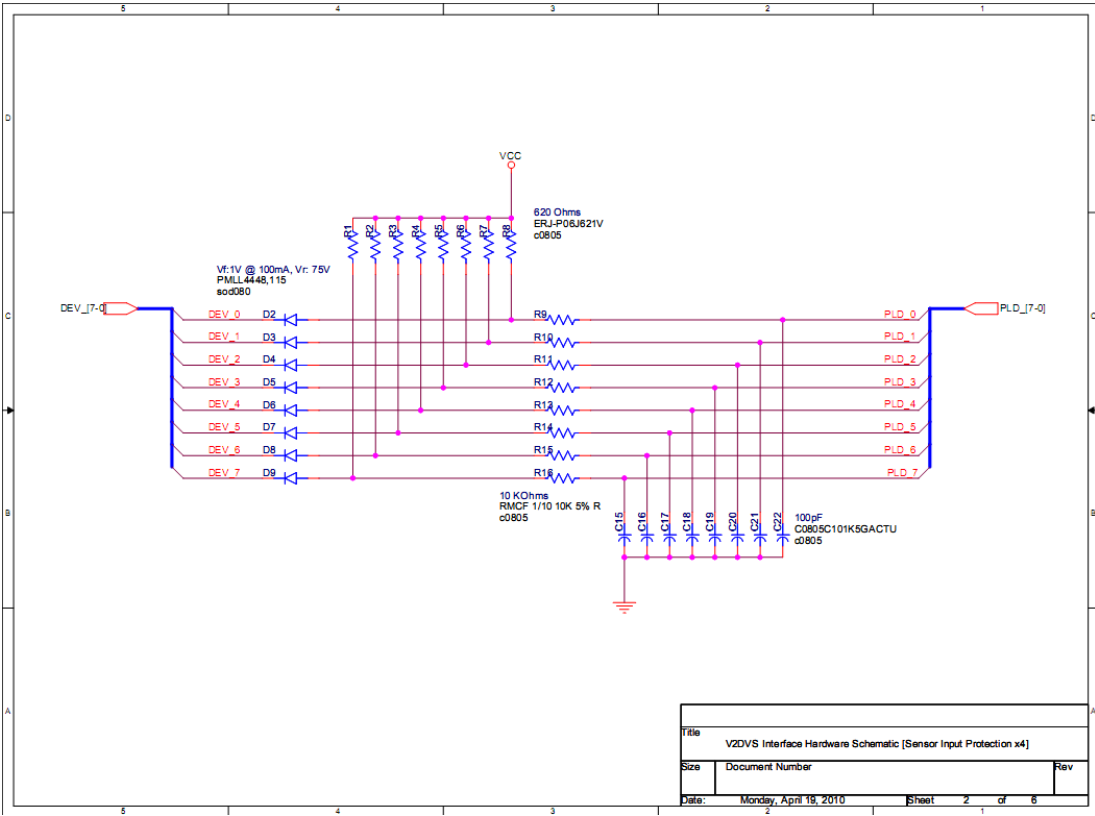 5 4 3 2 1
D D
VCC
620 Ohms
ERJ-P06J621V
c0805
R1 R2 R3 R4 R5 R6 R7 R8
Vf:1V @ 100mA, Vr: 75V
PMLL4448,115
sod080
DEV_[7-0] PLD_[7-0]
C C
DEV_0 D2 R9 PLD_0
DEV_1 D3 R10 PLD_1
DEV_2 D4 R11 PLD_2
DEV_3 D5 R12 PLD_3
DEV_4 D6 R13 PLD_4
DEV_5 D7 R14 PLD_5
DEV_6 D8 R15 PLD_6
DEV_7 D9 R16 PLD_7
10 KOhms
RMCF 1/10 10K 5% R
c0805
B B
C15 C16 C17 C18 C19 C20 C21 C22
100pF
C0805C101K5GACTU
c0805
A A
Title
V2DVS Interface Hardware Schematic [Sensor Input Protection x4]
Size Document Number Rev
Date: Monday, April 19, 2010 Sheet 2 of 6
5 4 3 2 1